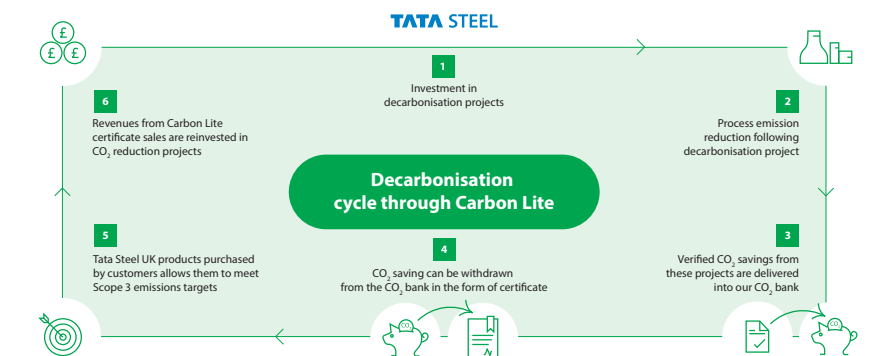 TATA STEEL
£
£ £
1
Investment in
decarbonisation projects
2
Process emission
reduction following
decarbonisation project
3
Verified CO₂ savings from
these projects are delivered
into our CO₂ bank
4
CO₂ saving can be withdrawn
from the CO₂ bank in the form of certificate
5
Tata Steel UK products purchased
by customers allows them to meet
Scope 3 emissions targets
6
Revenues from Carbon Lite
certificate sales are reinvested in
CO₂ reduction projects
Decarbonisation
cycle through Carbon Lite
CO₂
CO₂